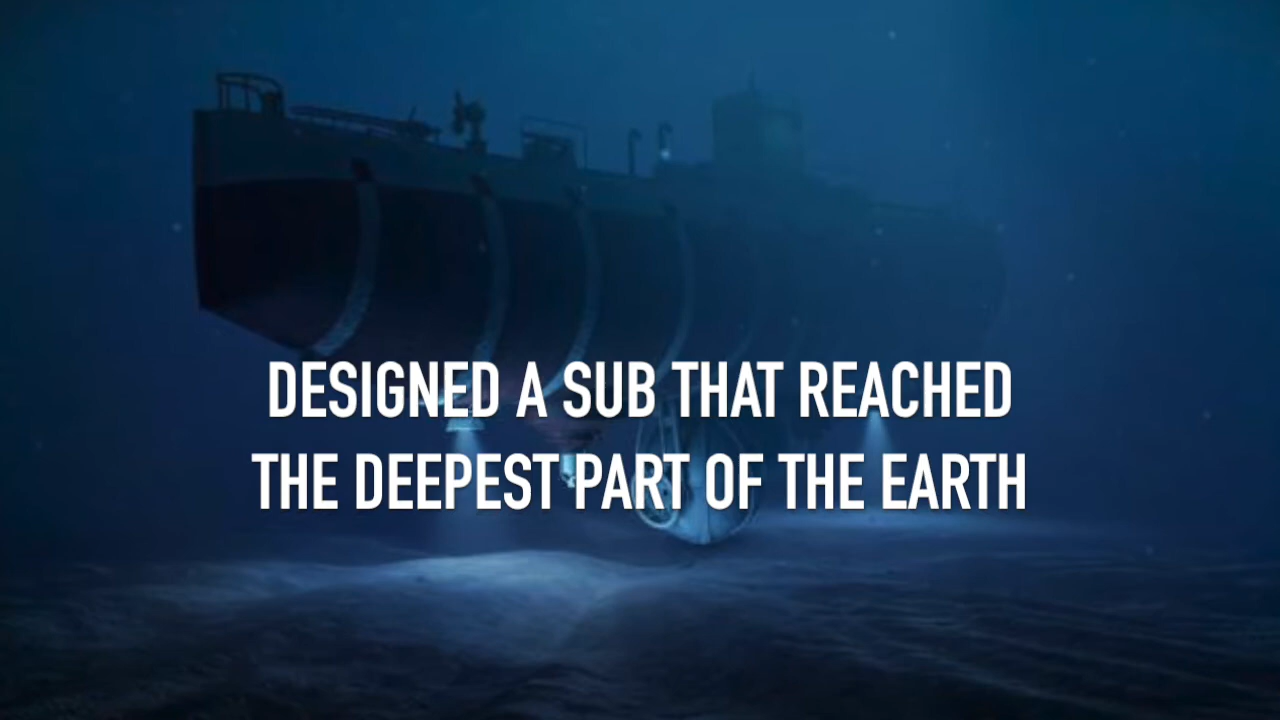 DESIGNED A SUB THAT REACHED
THE DEEPEST PART OF THE EARTH